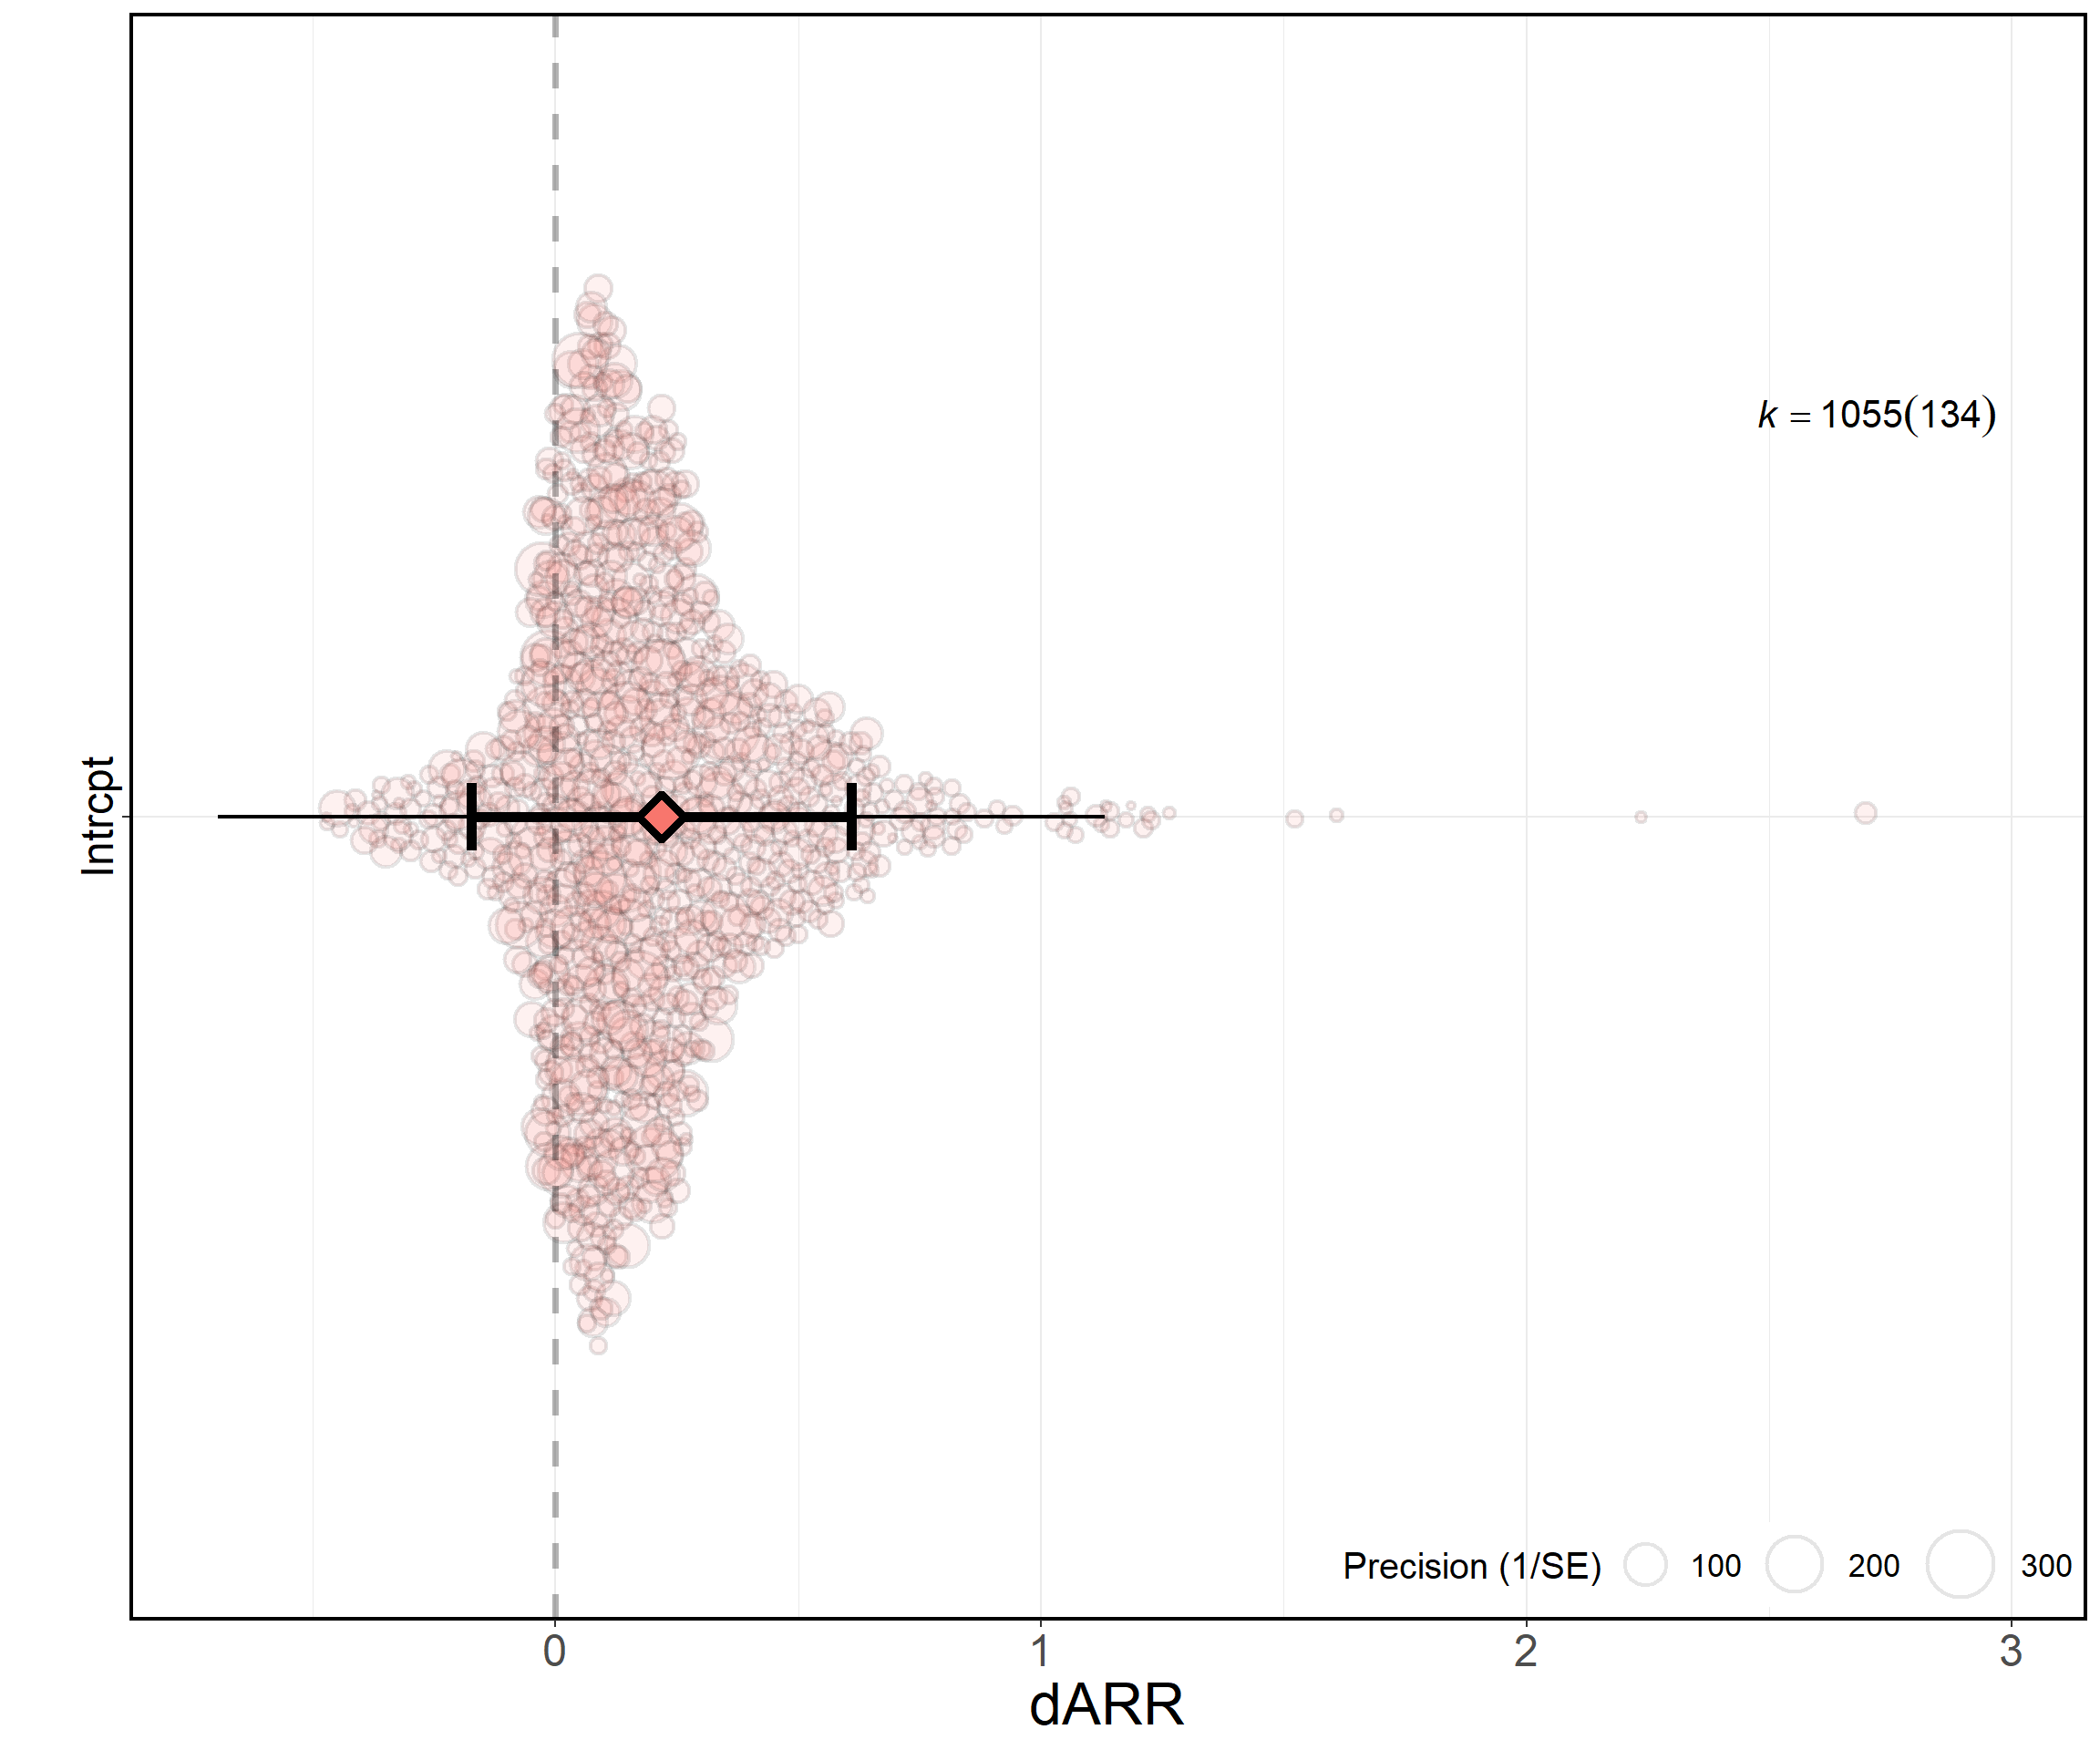 k = 1055(134)
Intrcpt
Precision (1/SE) 100 200 300
0 1 2 3
dARR